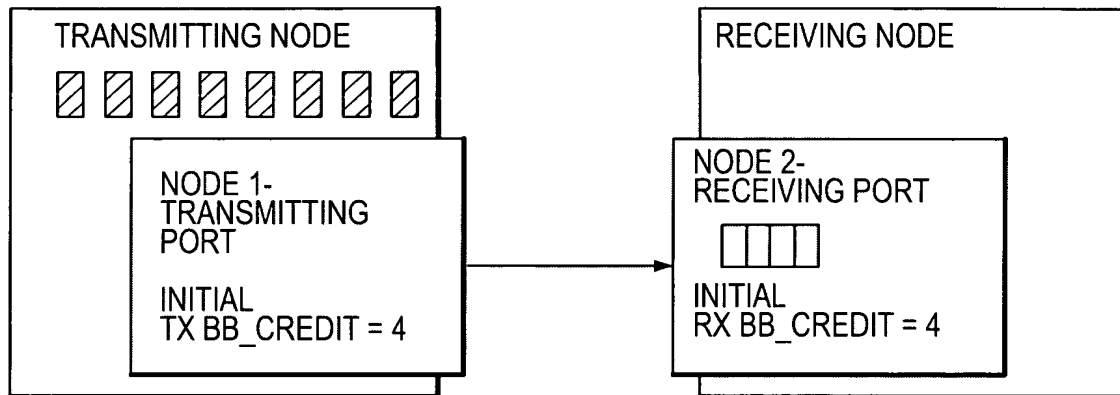 TRANSMITTING NODE
NODE 1-
TRANSMITTING
PORT
INITIAL
TX BB_CREDIT = 4
RECEIVING NODE
NODE 2-
RECEIVING PORT
INITIAL
RX BB_CREDIT = 4